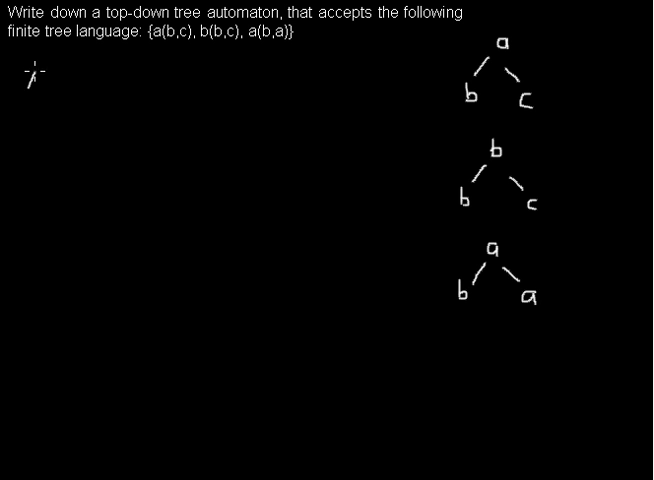 Write down a top-down tree automaton, that accepts the following
finite tree language: {a(b,c), b(b,c), a(b,a)}
a
b c
b
b c
a
b a